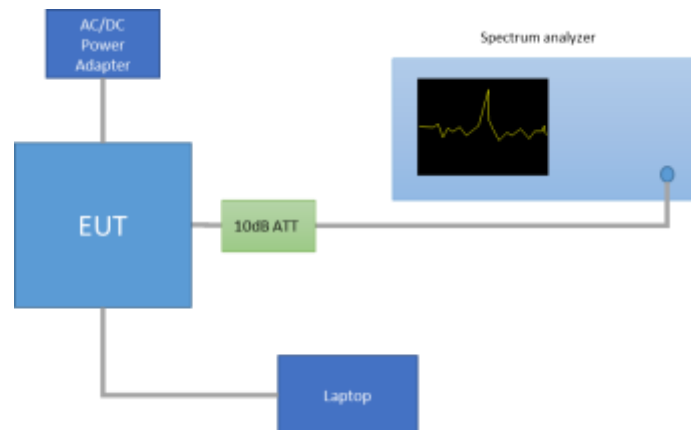 AC/DC
Power
Adapter
Spectrum analyzer
EUT
10dB ATT
Laptop